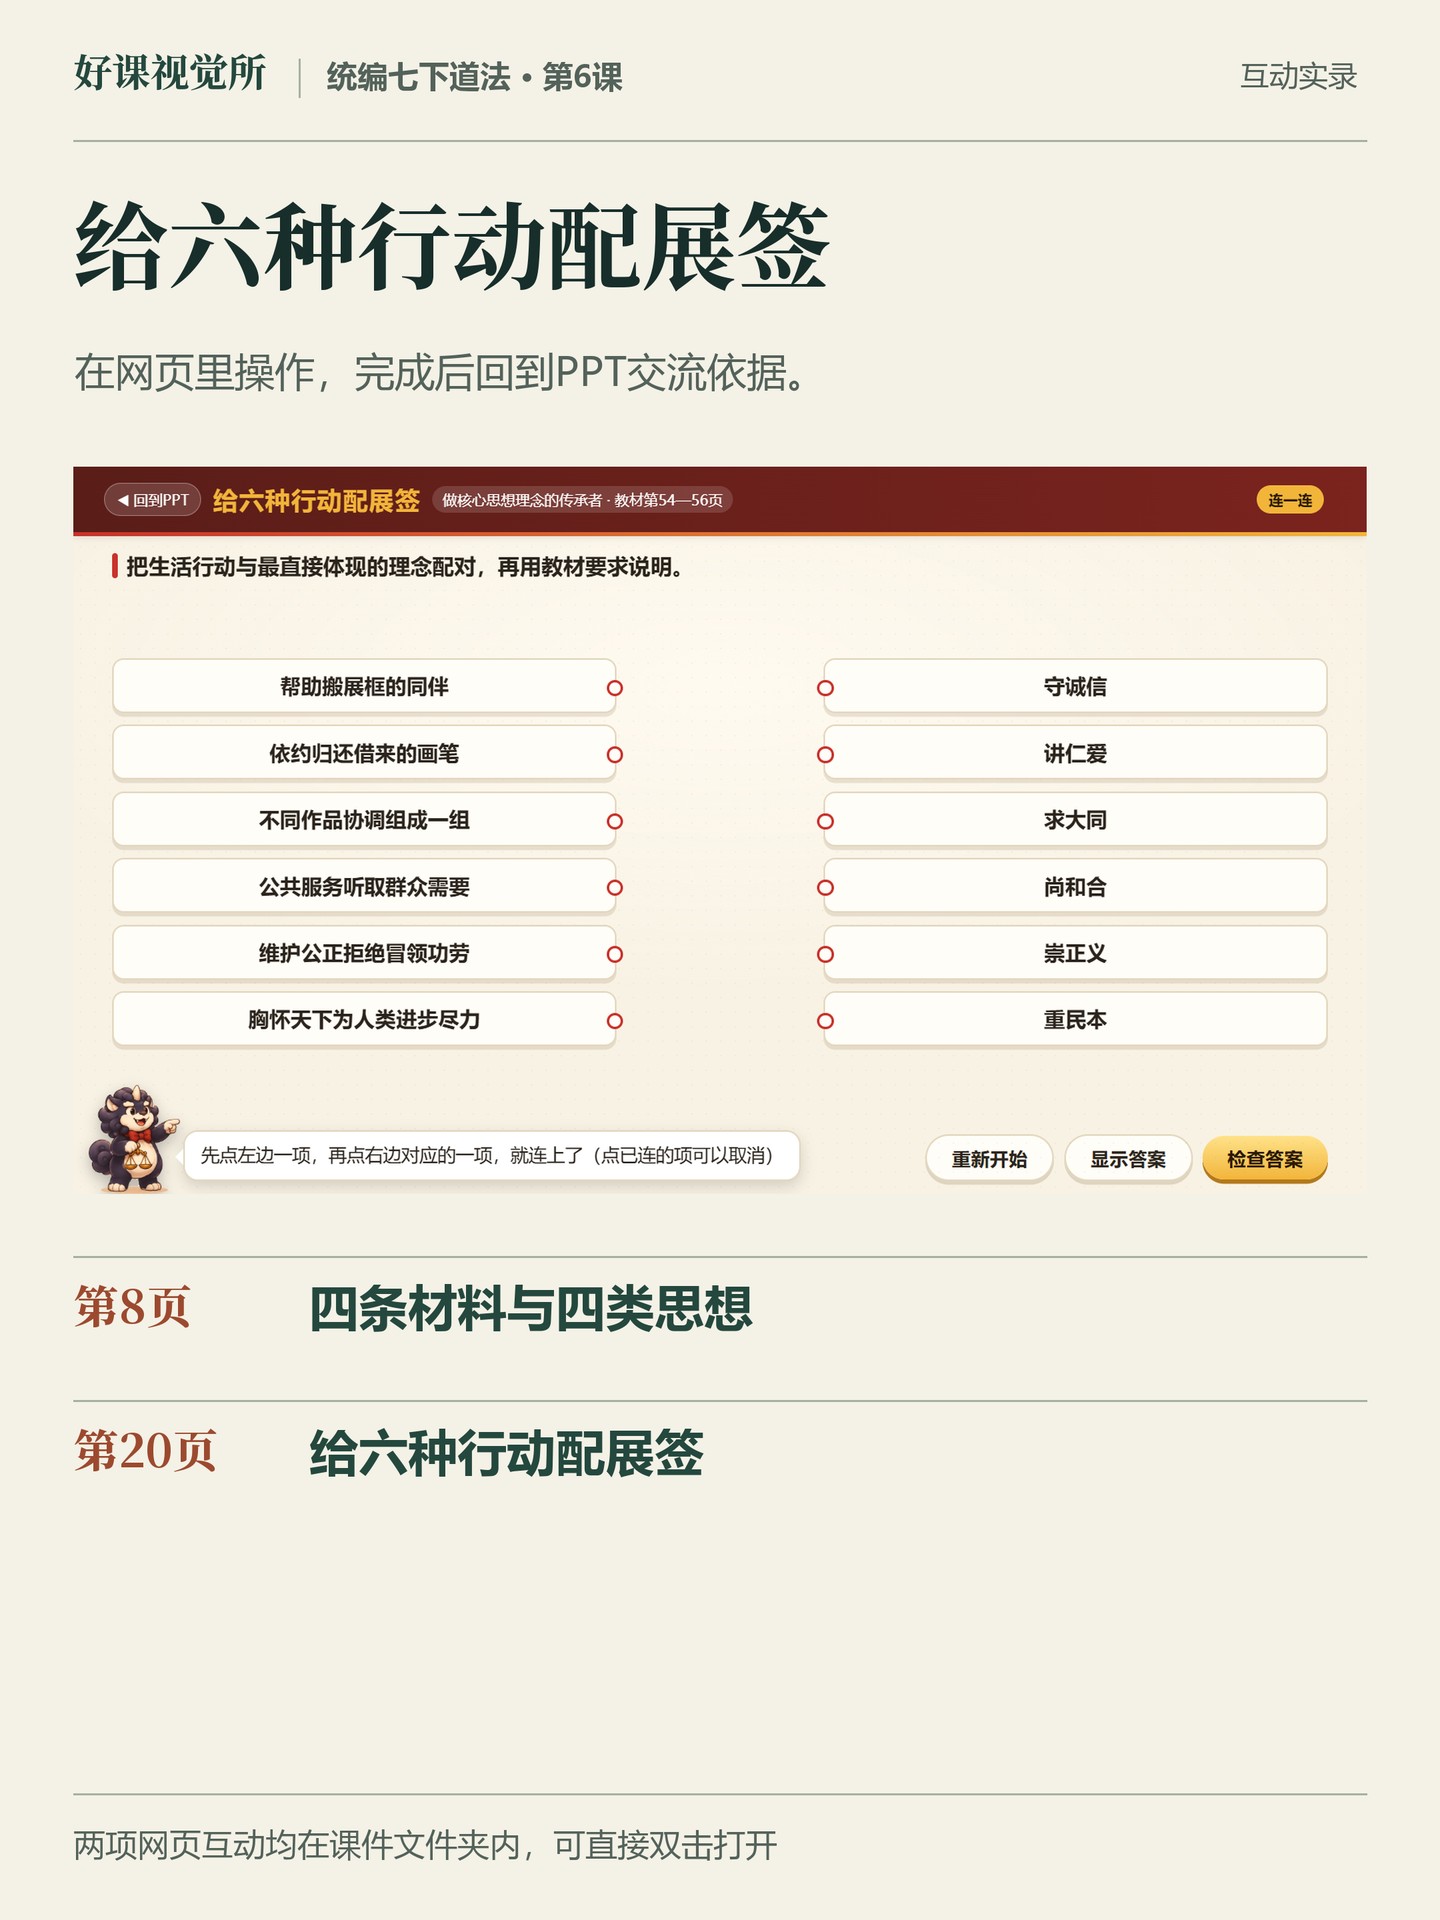 好课视觉所
统编七下道法·第6课
互动实录
给六种行动配展签
在网页里操作，完成后回到PPT交流依据。
◀ 回到PPT
给六种行动配展签
做核心思想理念的传承者·教材第54—56页
连一连
把生活行动与最直接体现的理念配对，再用教材要求说明。
帮助搬展框的同伴
守诚信
依约归还借来的画笔
讲仁爱
不同作品协调组成一组
求大同
公共服务听取群众需要
尚和合
维护公正拒绝冒领功劳
崇正义
胸怀天下为人类进步尽力
重民本
先点左边一项，再点右边对应的一项，就连上了（点已连的项可以取消）
重新开始
显示答案
检查答案
第8页
四条材料与四类思想
第20页
给六种行动配展签
两项网页互动均在课件文件夹内，可直接双击打开